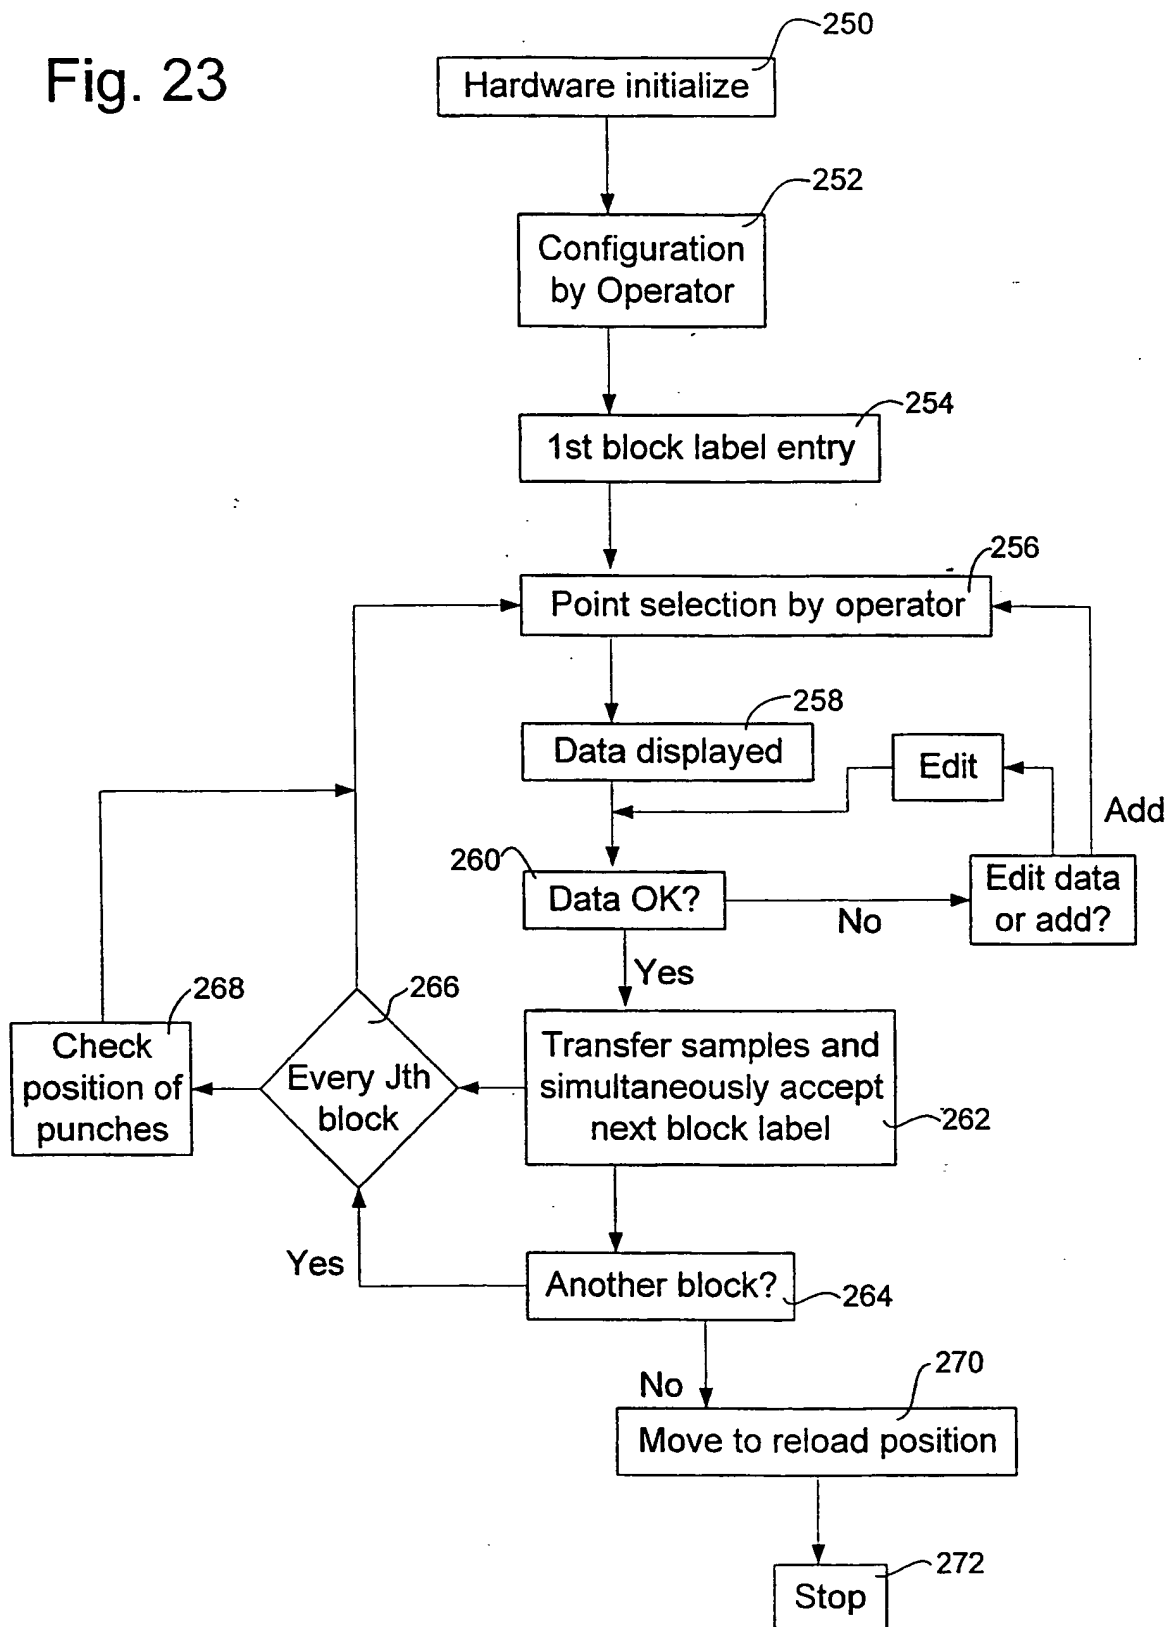 Fig. 23
250
Hardware initialize
252
Configuration
by Operator
254
1st block label entry
256
Point selection by operator
258
Data displayed
Edit
Add
260
Data OK?
No
Edit data
or add?
Yes
268
266
Check
position of
punches
Every Jth
block
Transfer samples and
simultaneously accept
next block label
262
Yes
Another block?
264
No
270
Move to reload position
272
Stop